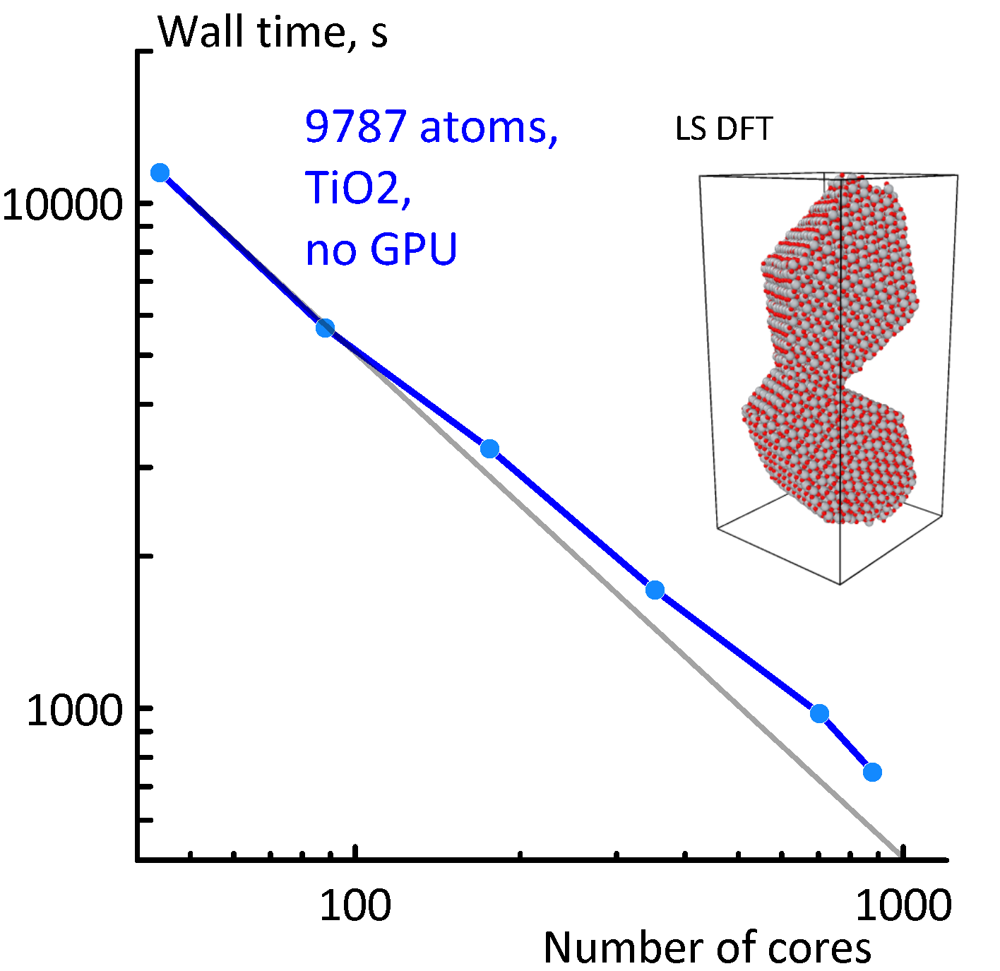 Wall time, s
9787 atoms,
TiO2,
no GPU
LS DFT
10000
1000
100
1000
Number of cores